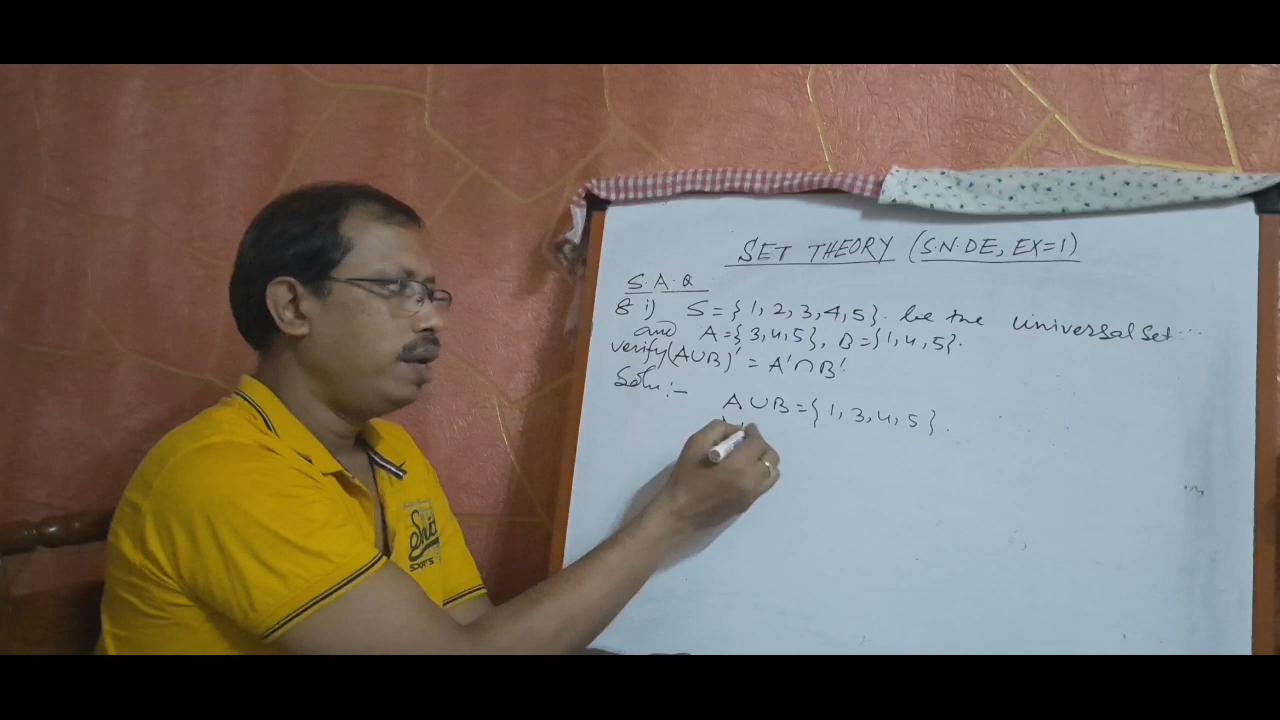 SET THEORY (S.N.DE, EX=1)
S.A.Q
8 i) S={1,2,3,4,5}. be the universal set...
and A={3,4,5}, B={1,4,5}.
verify (A∪B)' = A'∩B'.
Soln:-
A∪B={1,3,4,5}.
SPORTS